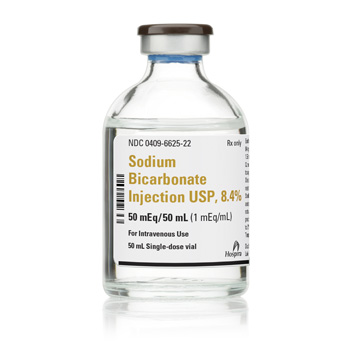 NDC 0409-6625-22 Rx only
Sodium
Bicarbonate
Injection USP, 8.4%
50 mEq/50 mL (1 mEq/mL)
For Intravenous Use
50 mL Single-dose vial
Hospira